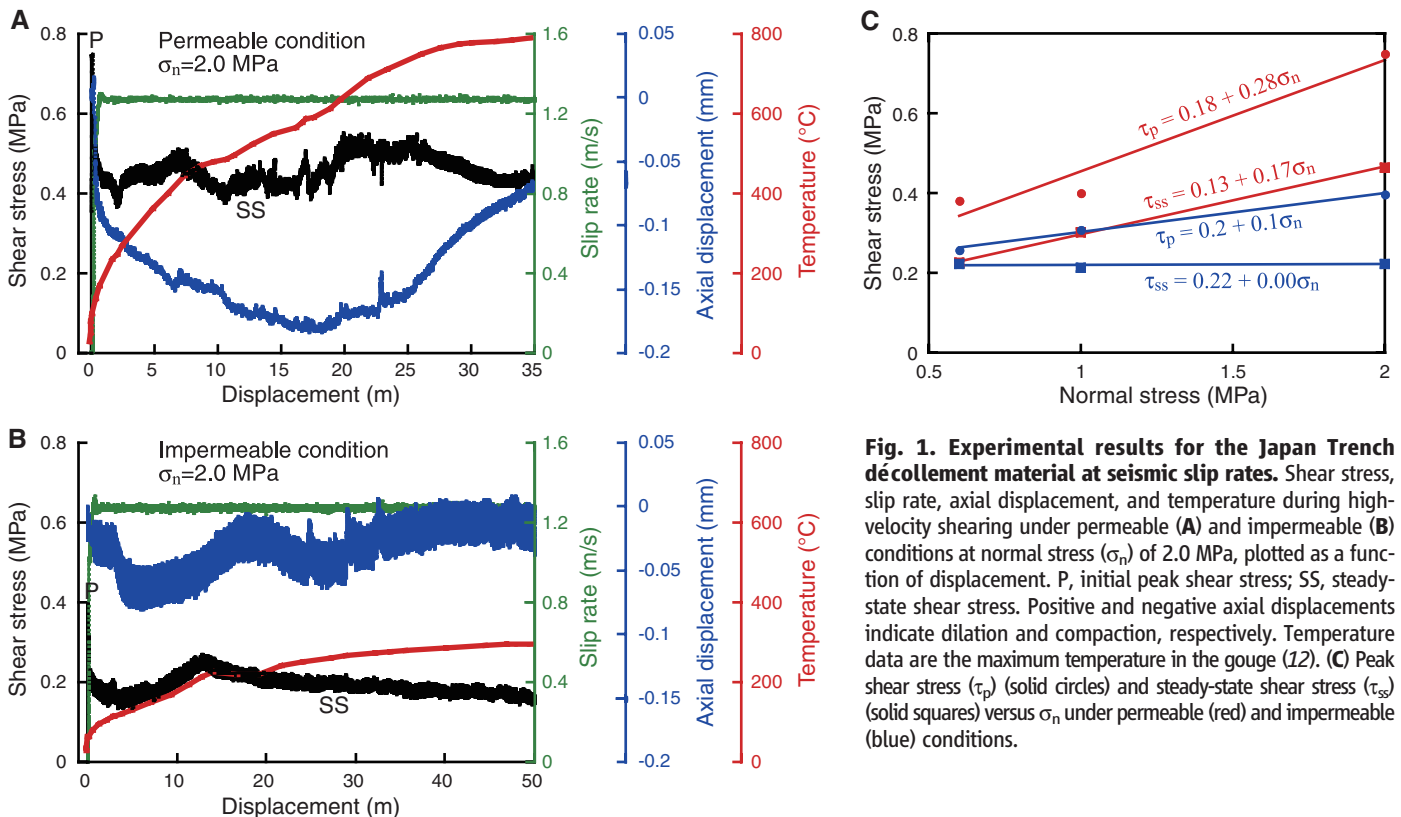 A
P
Permeable condition
σn=2.0 MPa
SS
Shear stress (MPa)
0.8
0.6
0.4
0.2
0
0 5 10 15 20 25 30 35
Displacement (m)
1.6
1.2
0.8
0.4
0
Slip rate (m/s)
0.05
0
-0.05
-0.1
-0.15
-0.2
Axial displacement (mm)
800
600
400
200
0
Temperature (°C)
B
P
Impermeable condition
σn=2.0 MPa
SS
Shear stress (MPa)
0.8
0.6
0.4
0.2
0
0 10 20 30 40 50
Displacement (m)
1.6
1.2
0.8
0.4
0
Slip rate (m/s)
0.05
0
-0.05
-0.1
-0.15
-0.2
Axial displacement (mm)
800
600
400
200
0
Temperature (°C)
C
Shear stress (MPa)
0.8
0.6
0.4
0.2
0
τp = 0.18 + 0.28σn
τss = 0.13 + 0.17σn
τp = 0.2 + 0.1σn
τss = 0.22 + 0.00σn
0.5 1 1.5 2
Normal stress (MPa)
Fig. 1. Experimental results for the Japan Trench
décollement material at seismic slip rates. Shear stress,
slip rate, axial displacement, and temperature during high-
velocity shearing under permeable (A) and impermeable (B)
conditions at normal stress (σn) of 2.0 MPa, plotted as a func-
tion of displacement. P, initial peak shear stress; SS, steady-
state shear stress. Positive and negative axial displacements
indicate dilation and compaction, respectively. Temperature
data are the maximum temperature in the gouge (12). (C) Peak
shear stress (τp) (solid circles) and steady-state shear stress (τss)
(solid squares) versus σn under permeable (red) and impermeable
(blue) conditions.